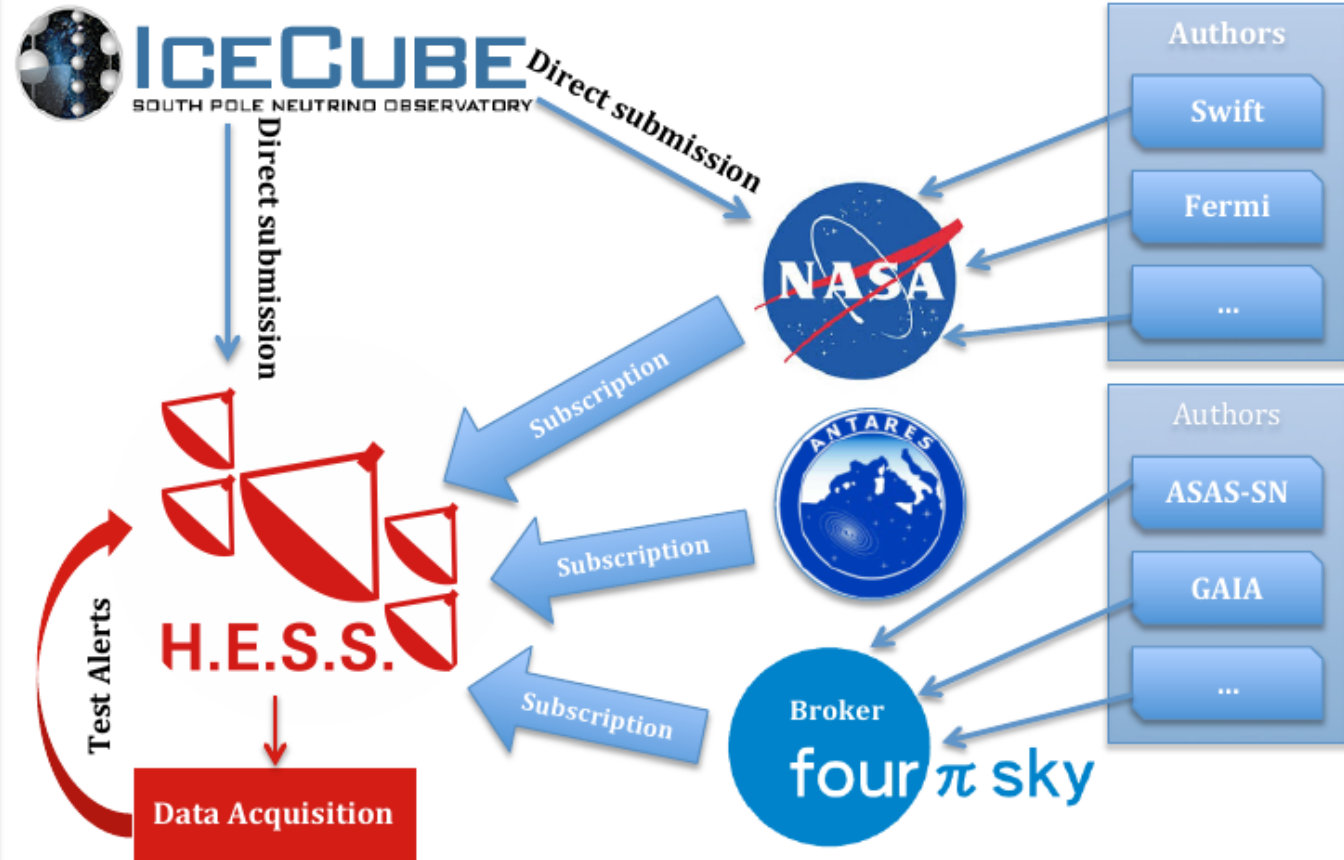 ICECUBE
SOUTH POLE NEUTRINO OBSERVATORY
Direct submission
Direct submission
Authors
Swift
Fermi
...
NASA
Subscription
ANTARES
Subscription
Authors
ASAS-SN
GAIA
...
H.E.S.S.
Test Alerts
Subscription
Broker
four π sky
Data Acquisition